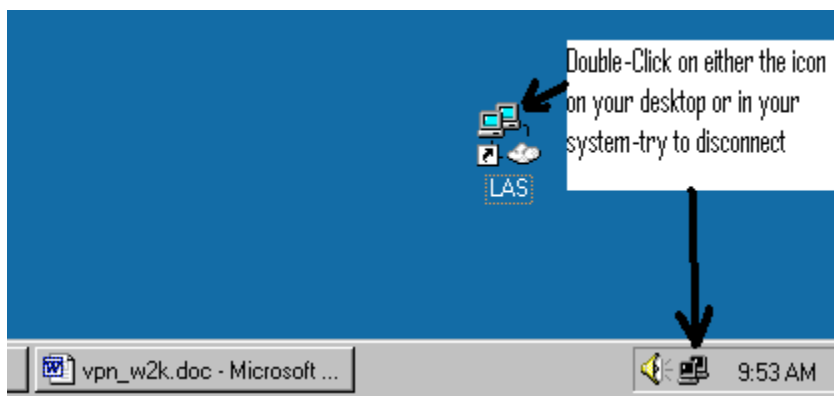 Double-Click on either the icon
on your desktop or in your
system-try to disconnect
LAS
vpn_w2k.doc - Microsoft ...
9:53 AM